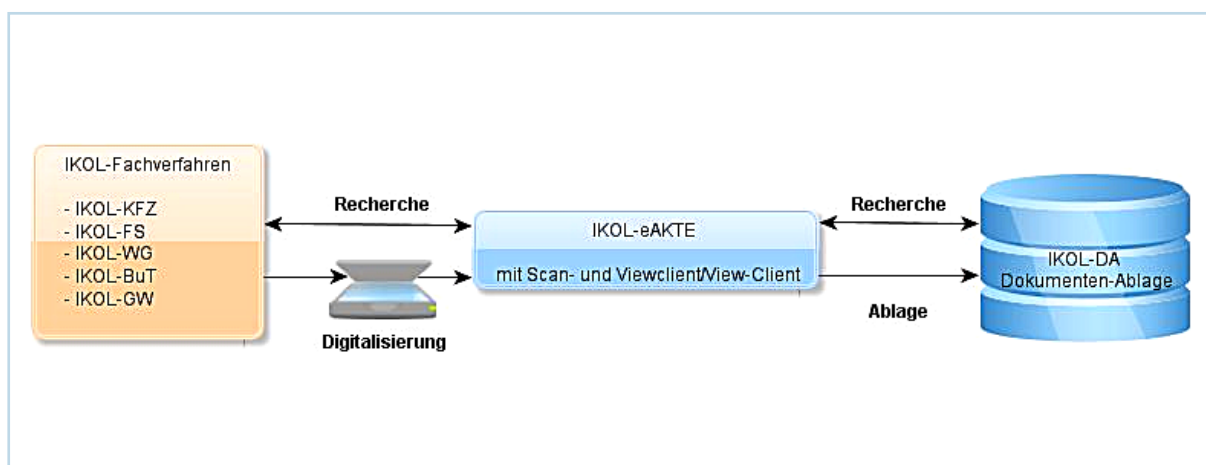 IKOL-Fachverfahren
- IKOL-KFZ
- IKOL-FS
- IKOL-WG
- IKOL-BuT
- IKOL-GW
Recherche
Digitalisierung
IKOL-eAKTE
mit Scan- und Viewclient/View-Client
Recherche
Ablage
IKOL-DA
Dokumenten-Ablage